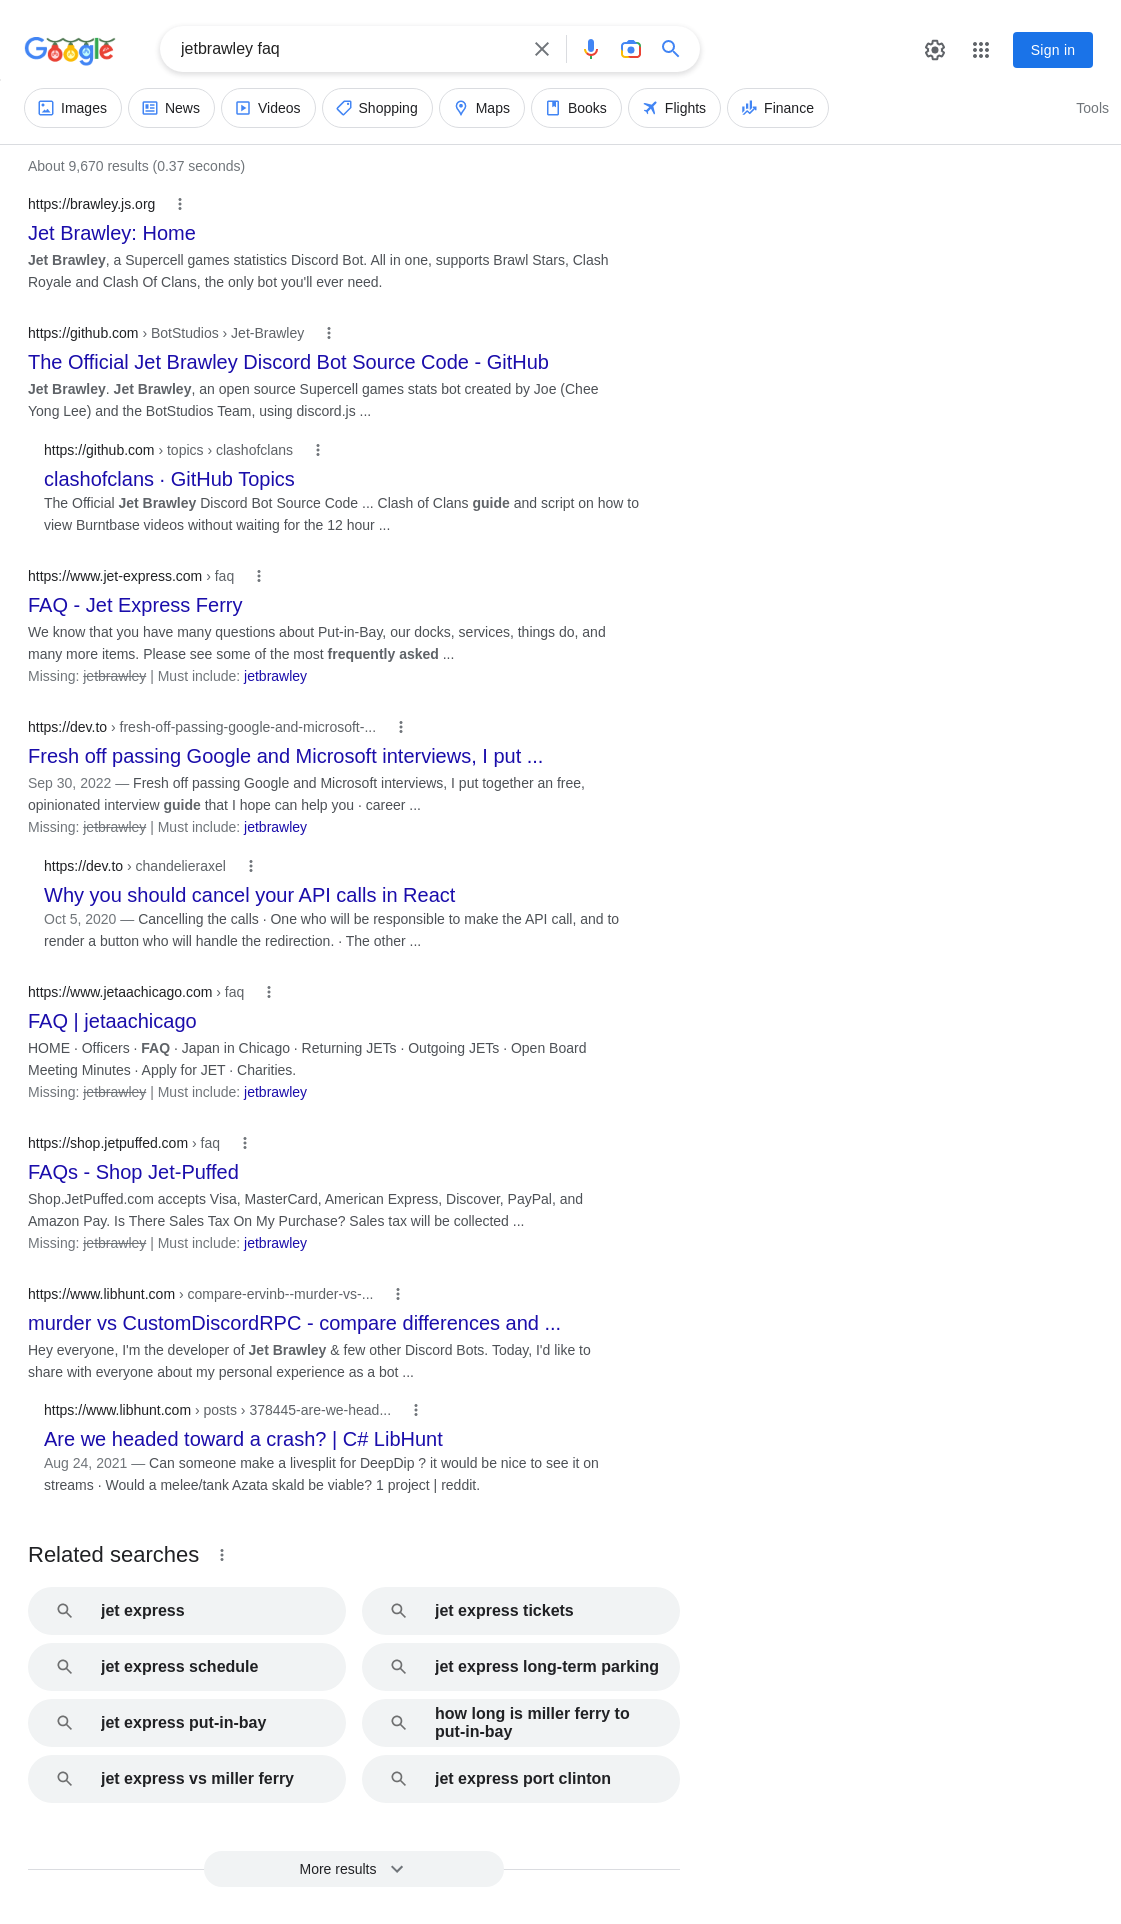 Google
jetbrawley faq
Sign in
Images
News
Videos
Shopping
Maps
Books
Flights
Finance
Tools
About 9,670 results (0.37 seconds)
https://brawley.js.org
Jet Brawley: Home
Jet Brawley, a Supercell games statistics Discord Bot. All in one, supports Brawl Stars, Clash
Royale and Clash Of Clans, the only bot you'll ever need.
https://github.com › BotStudios › Jet-Brawley
The Official Jet Brawley Discord Bot Source Code - GitHub
Jet Brawley. Jet Brawley, an open source Supercell games stats bot created by Joe (Chee
Yong Lee) and the BotStudios Team, using discord.js ...
https://github.com › topics › clashofclans
clashofclans · GitHub Topics
The Official Jet Brawley Discord Bot Source Code ... Clash of Clans guide and script on how to
view Burntbase videos without waiting for the 12 hour ...
https://www.jet-express.com › faq
FAQ - Jet Express Ferry
We know that you have many questions about Put-in-Bay, our docks, services, things do, and
many more items. Please see some of the most frequently asked ...
Missing: jetbrawley | Must include: jetbrawley
https://dev.to › fresh-off-passing-google-and-microsoft-...
Fresh off passing Google and Microsoft interviews, I put ...
Sep 30, 2022 — Fresh off passing Google and Microsoft interviews, I put together an free,
opinionated interview guide that I hope can help you · career ...
Missing: jetbrawley | Must include: jetbrawley
https://dev.to › chandelieraxel
Why you should cancel your API calls in React
Oct 5, 2020 — Cancelling the calls · One who will be responsible to make the API call, and to
render a button who will handle the redirection. · The other ...
https://www.jetaachicago.com › faq
FAQ | jetaachicago
HOME · Officers · FAQ · Japan in Chicago · Returning JETs · Outgoing JETs · Open Board
Meeting Minutes · Apply for JET · Charities.
Missing: jetbrawley | Must include: jetbrawley
https://shop.jetpuffed.com › faq
FAQs - Shop Jet-Puffed
Shop.JetPuffed.com accepts Visa, MasterCard, American Express, Discover, PayPal, and
Amazon Pay. Is There Sales Tax On My Purchase? Sales tax will be collected ...
Missing: jetbrawley | Must include: jetbrawley
https://www.libhunt.com › compare-ervinb--murder-vs-...
murder vs CustomDiscordRPC - compare differences and ...
Hey everyone, I'm the developer of Jet Brawley & few other Discord Bots. Today, I'd like to
share with everyone about my personal experience as a bot ...
https://www.libhunt.com › posts › 378445-are-we-head...
Are we headed toward a crash? | C# LibHunt
Aug 24, 2021 — Can someone make a livesplit for DeepDip ? it would be nice to see it on
streams · Would a melee/tank Azata skald be viable? 1 project | reddit.
Related searches
jet express
jet express tickets
jet express schedule
jet express long-term parking
jet express put-in-bay
how long is miller ferry to
put-in-bay
jet express vs miller ferry
jet express port clinton
More results